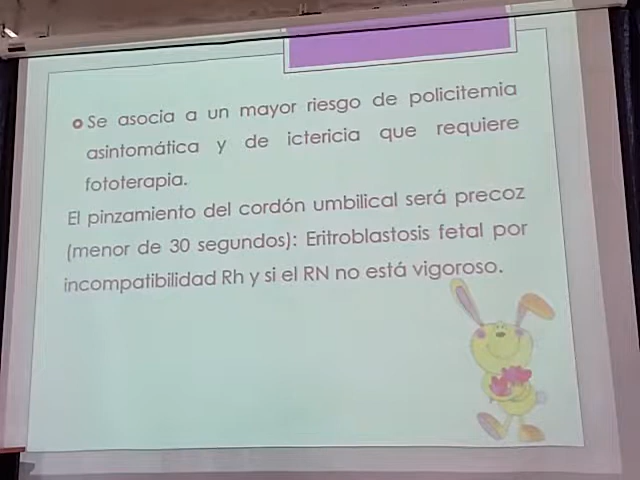 Se asocia a un mayor riesgo de policitemia
asintomática y de ictericia que requiere
fototerapia.
El pinzamiento del cordón umbilical será precoz
(menor de 30 segundos): Eritroblastosis fetal por
incompatibilidad Rh y si el RN no está vigoroso.